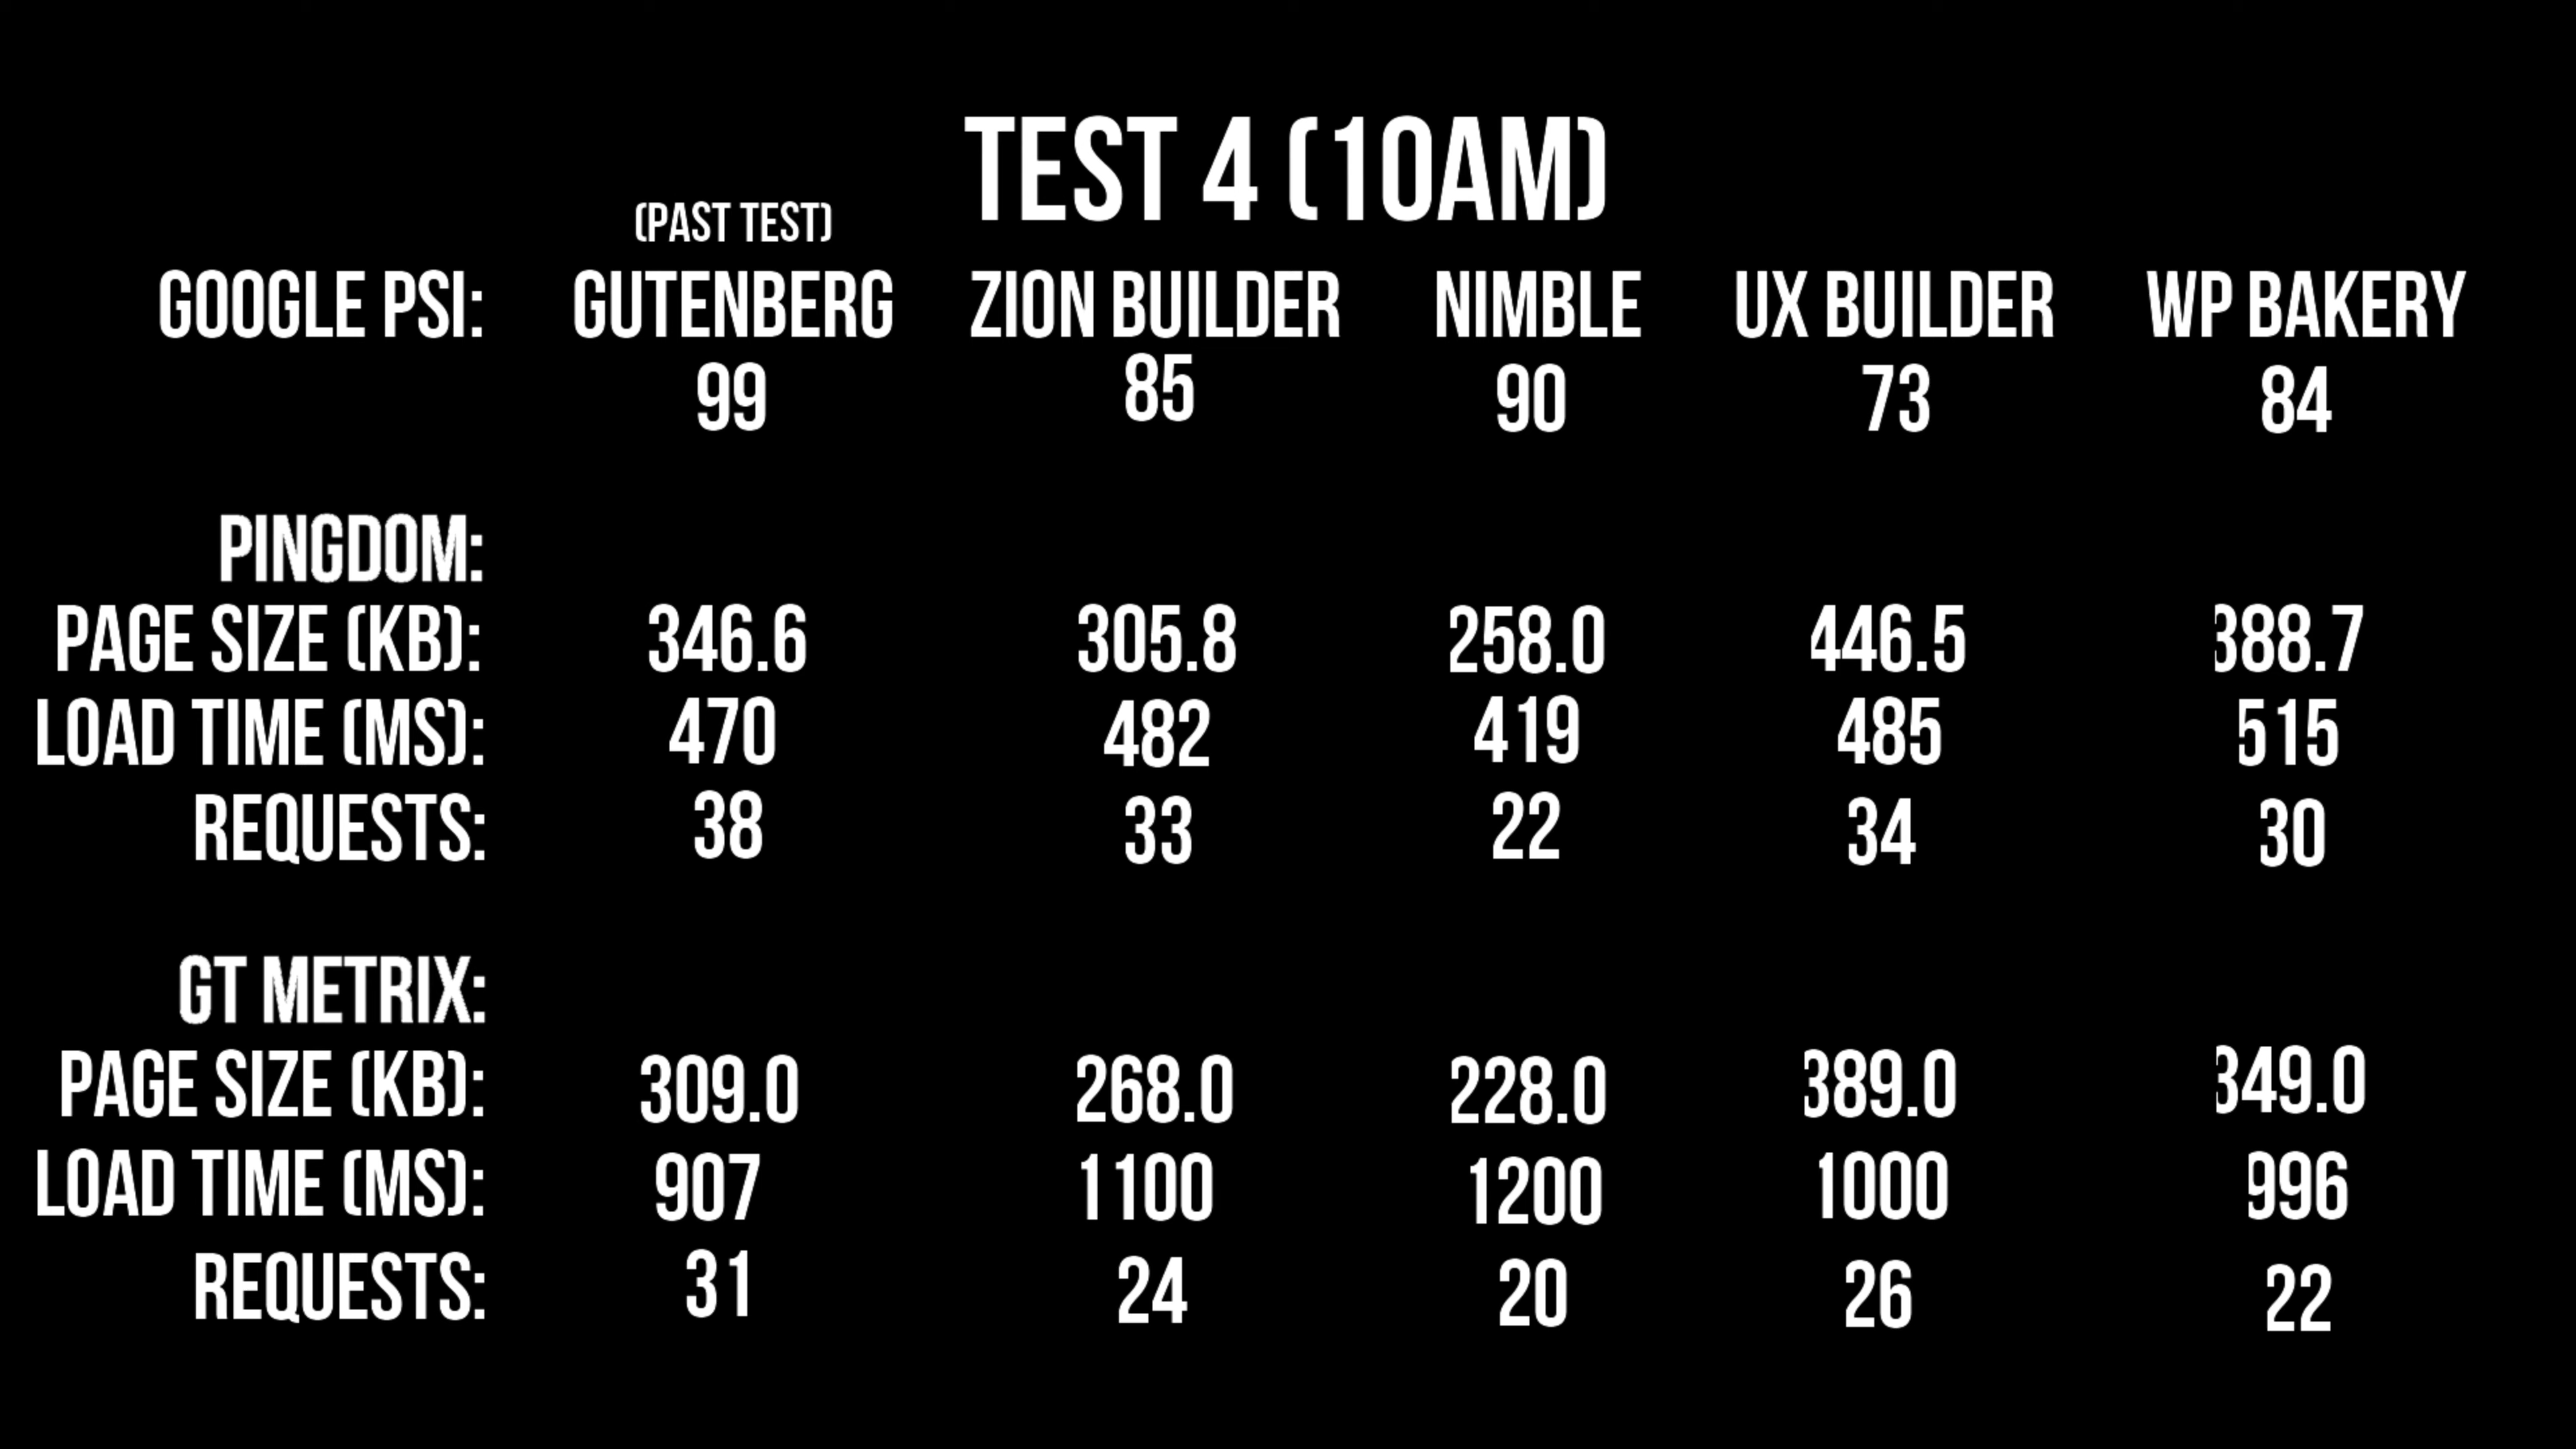 TEST 4 (10AM)
(PAST TEST)
GOOGLE PSI: GUTENBERG ZION BUILDER NIMBLE UX BUILDER WP BAKERY
99 85 90 73 84
PINGDOM:
PAGE SIZE (KB): 346.6 305.8 258.0 446.5 388.7
LOAD TIME (MS): 470 482 419 485 515
REQUESTS: 38 33 22 34 30
GT METRIX:
PAGE SIZE (KB): 309.0 268.0 228.0 389.0 349.0
LOAD TIME (MS): 907 1100 1200 1000 996
REQUESTS: 31 24 20 26 22